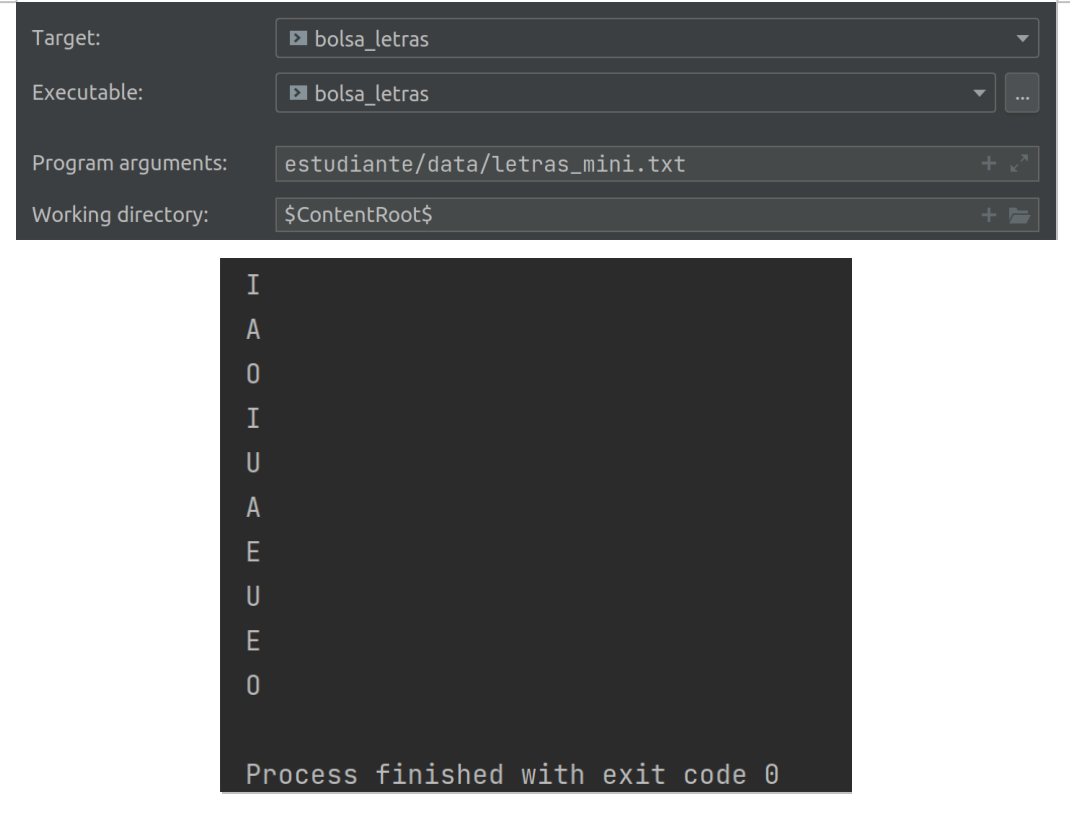 Target: bolsa_letras
Executable: bolsa_letras ...
Program arguments: estudiante/data/letras_mini.txt
Working directory: $ContentRoot$
I
A
O
I
U
A
E
U
E
O
Process finished with exit code 0